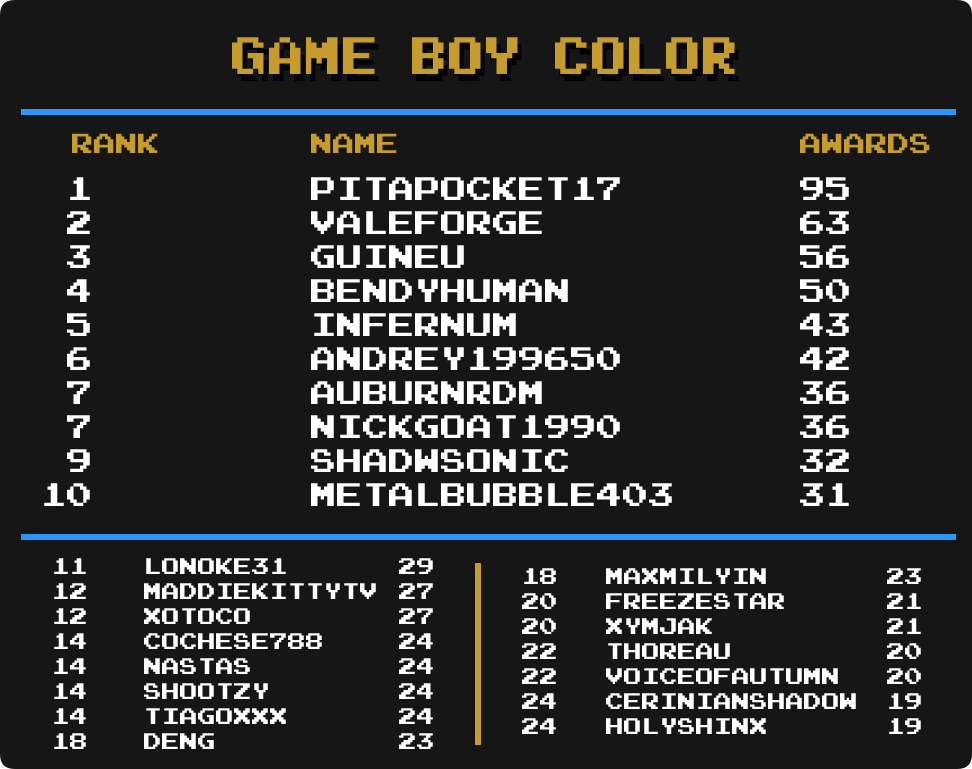 GAME BOY COLOR
RANK NAME AWARDS
1 PITAPOCKET17 95
2 VALEFORGE 63
3 GUINEU 56
4 BENDYHUMAN 50
5 INFERNUM 43
6 ANDREY199650 42
7 AUBURNRDM 36
7 NICKGOAT1990 36
9 SHADWSONIC 32
10 METALBUBBLE403 31
11 LONOKE31 29
12 MADDIEKITTYTV 27
12 XOTOCO 27
14 COCHESE788 24
14 NASTAS 24
14 SHOOTZY 24
14 TIAGOXXX 24
18 DENG 23
18 MAXMILYIN 23
20 FREEZESTAR 21
20 XYMJAK 21
22 THOREAU 20
22 VOICEOFAUTUMN 20
24 CERINIANSHADOW 19
24 HOLYSHINX 19